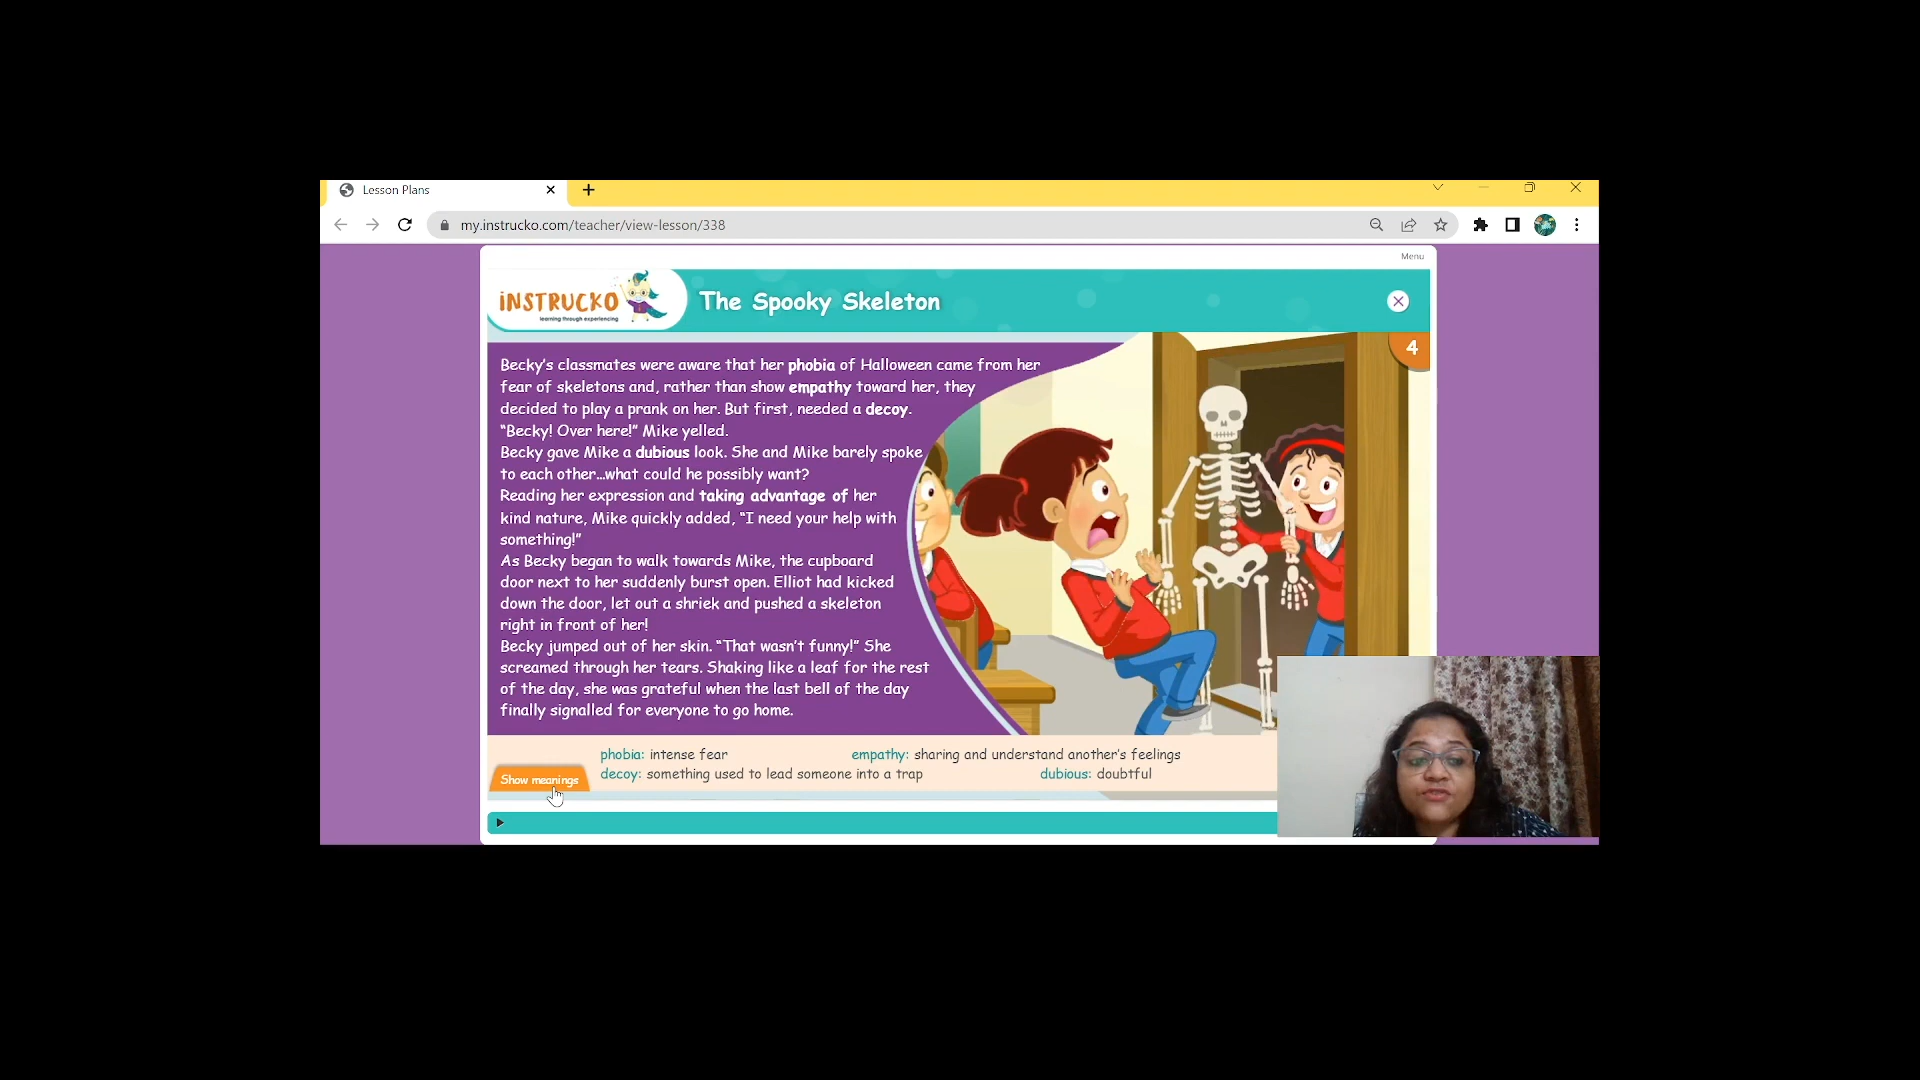 Lesson Plans
my.instrucko.com/teacher/view-lesson/338
Menu
INSTRUCKO
learning through experiencing
The Spooky Skeleton
4
Becky's classmates were aware that her phobia of Halloween came from her
fear of skeletons and, rather than show empathy toward her, they
decided to play a prank on her. But first, needed a decoy.
"Becky! Over here!" Mike yelled.
Becky gave Mike a dubious look. She and Mike barely spoke
to each other...what could he possibly want?
Reading her expression and taking advantage of her
kind nature, Mike quickly added, "I need your help with
something!"
As Becky began to walk towards Mike, the cupboard
door next to her suddenly burst open. Elliot had kicked
down the door, let out a shriek and pushed a skeleton
right in front of her!
Becky jumped out of her skin. "That wasn't funny!" She
screamed through her tears. Shaking like a leaf for the rest
of the day, she was grateful when the last bell of the day
finally signalled for everyone to go home.
phobia: intense fear empathy: sharing and understand another's feelings
Show meanings
decoy: something used to lead someone into a trap dubious: doubtful